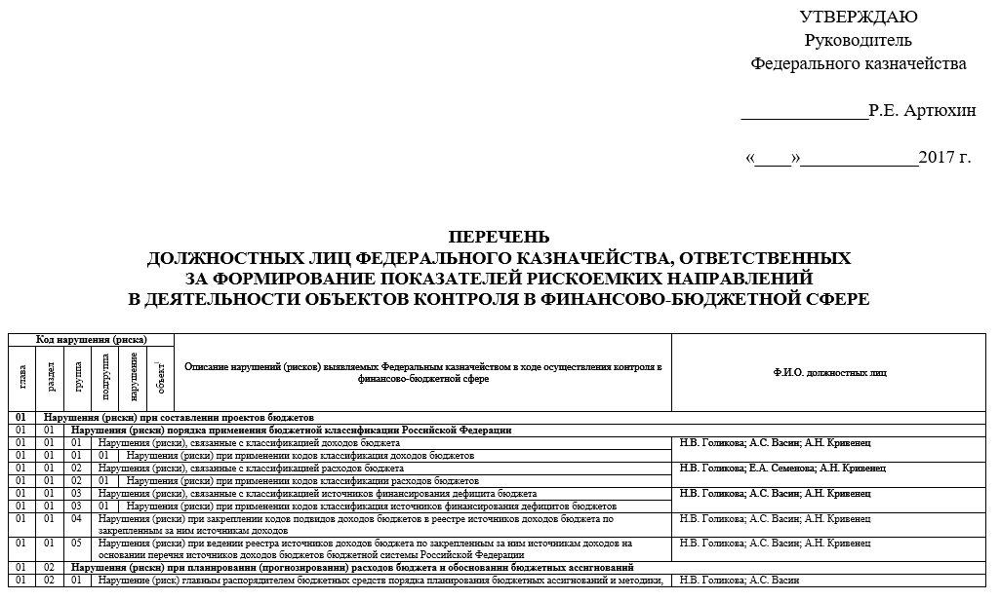 УТВЕРЖДАЮ
Руководитель
Федерального казначейства
______________Р.Е. Артюхин
«____»_____________2017 г.
ПЕРЕЧЕНЬ
ДОЛЖНОСТНЫХ ЛИЦ ФЕДЕРАЛЬНОГО КАЗНАЧЕЙСТВА, ОТВЕТСТВЕННЫХ
ЗА ФОРМИРОВАНИЕ ПОКАЗАТЕЛЕЙ РИСКОЕМКИХ НАПРАВЛЕНИЙ
В ДЕЯТЕЛЬНОСТИ ОБЪЕКТОВ КОНТРОЛЯ В ФИНАНСОВО-БЮДЖЕТНОЙ СФЕРЕ
Код нарушения (риска)
глава раздел группа подгруппа нарушение объект1
Описание нарушений (рисков) выявляемых Федеральным казначейством в ходе осуществления контроля в
финансово-бюджетной сфере
Ф.И.О. должностных лиц
01 Нарушения (риски) при составлении проектов бюджетов
01 01 Нарушения (риски) порядка применения бюджетной классификации Российской Федерации
01 01 01 Нарушения (риски), связанные с классификацией доходов бюджета Н.В. Голикова; А.С. Васин; А.Н. Кривенец
01 01 01 01 Нарушения (риски) при применении кодов классификация доходов бюджетов
01 01 02 Нарушения (риски), связанные с классификацией расходов бюджета Н.В. Голикова; Е.А. Семенова; А.Н. Кривенец
01 01 02 01 Нарушения (риски) при применении кодов классификации расходов бюджетов
01 01 03 Нарушения (риски), связанные с классификацией источников финансирования дефицита бюджета Н.В. Голикова; А.С. Васин; А.Н. Кривенец
01 01 03 01 Нарушения (риски) при применении кодов классификация источников финансирования дефицитов бюджетов
01 01 04 Нарушения (риски) при закреплении кодов подвидов доходов бюджетов в реестре источников доходов бюджета по Н.В. Голикова; А.С. Васин; А.Н. Кривенец
закрепленным за ним источникам доходов
01 01 05 Нарушения (риски) при ведении реестра источников доходов бюджета по закрепленным за ним источникам доходов на Н.В. Голикова; А.С. Васин; А.Н. Кривенец
основании перечня источников доходов бюджетов бюджетной системы Российской Федерации
01 02 Нарушения (риски) при планировании (прогнозировании) расходов бюджета и обосновании бюджетных ассигнований
01 02 01 Нарушение (риск) главным распорядителем бюджетных средств порядка планирования бюджетных ассигнований и методики, Н.В. Голикова; А.С. Васин